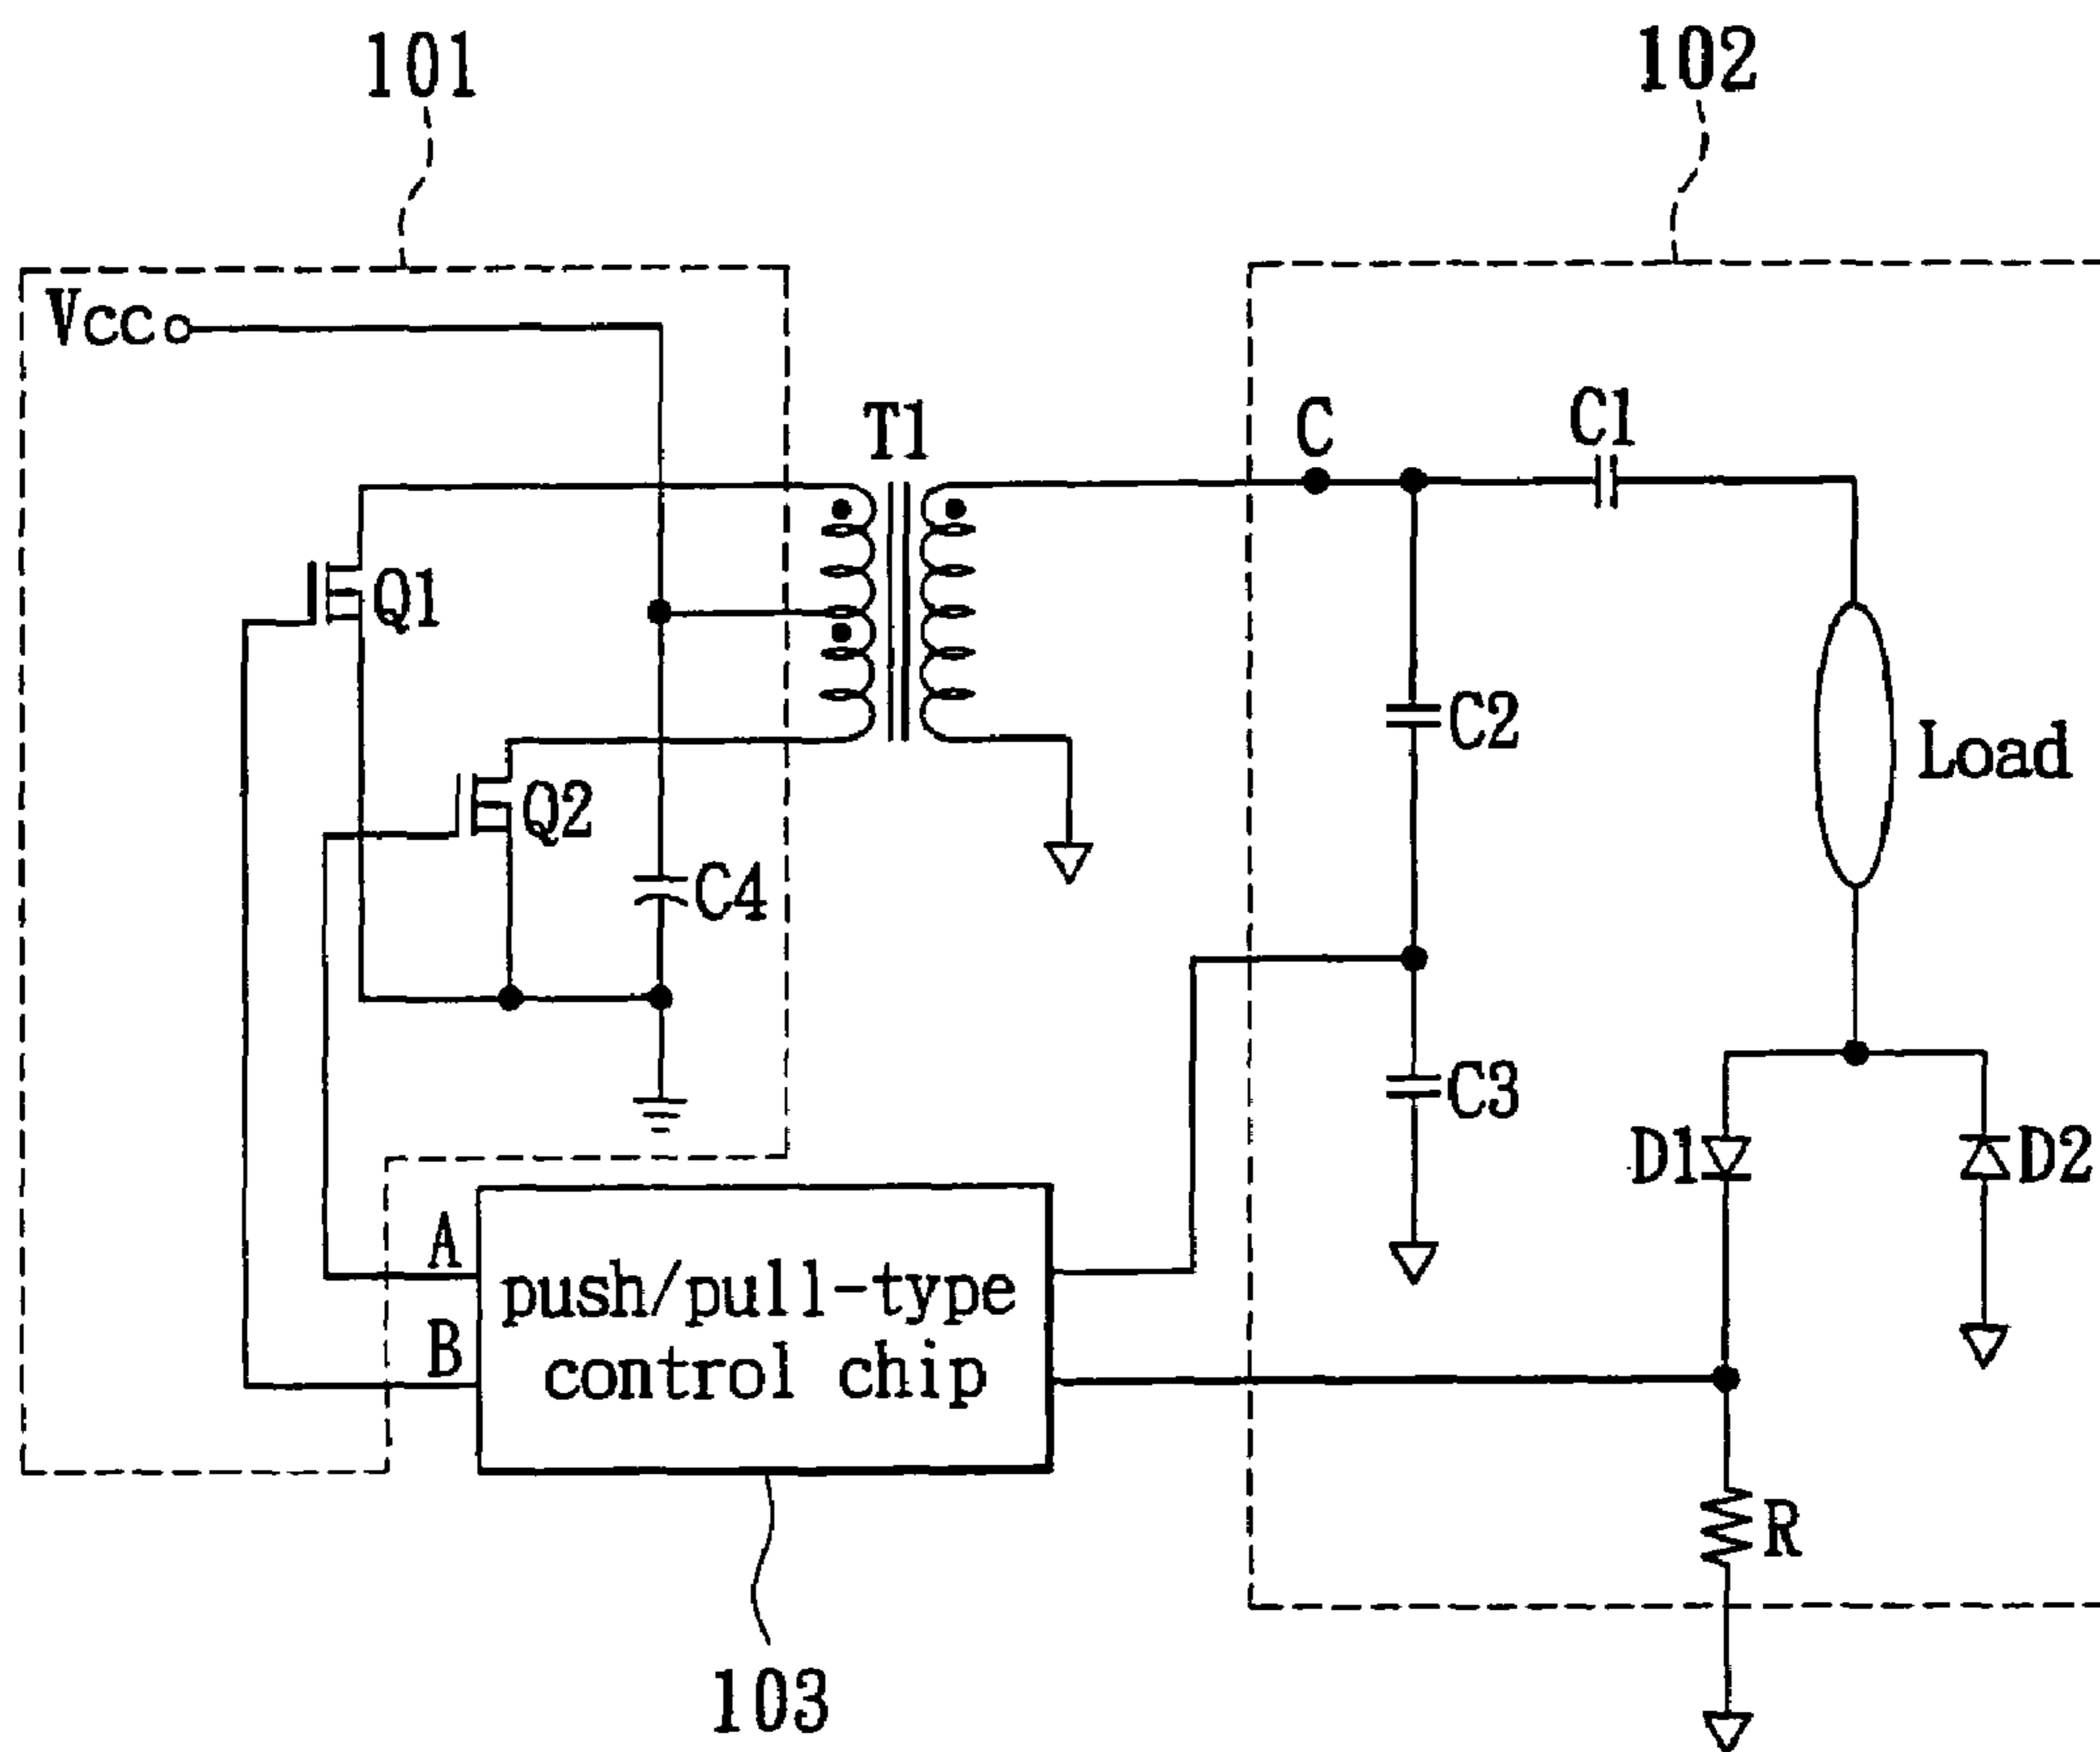 101
102
Vcc
T1
C
C1
Q1
Q2
C2
Load
C4
C3
D1
D2
A
B
push/pull-type
control chip
R
103